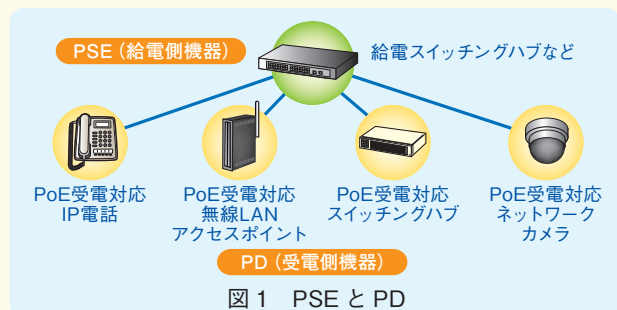 PSE（給電側機器）
給電スイッチングハブなど
PoE受電対応
IP電話
PoE受電対応
無線LAN
アクセスポイント
PoE受電対応
スイッチングハブ
PoE受電対応
ネットワーク
カメラ
PD（受電側機器）
図1　PSE と PD